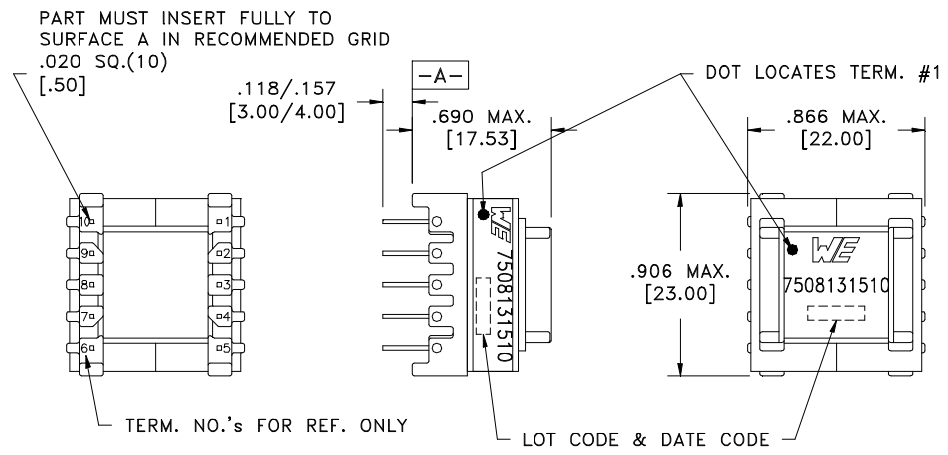 PART MUST INSERT FULLY TO
SURFACE A IN RECOMMENDED GRID
.020 SQ.(10)
[.50]
.118/.157
[3.00/4.00]
-A-
.690 MAX.
[17.53]
DOT LOCATES TERM. #1
.866 MAX.
[22.00]
10
1
9
2
8
3
7
4
6
5
WE 7508131510
.906 MAX.
[23.00]
WE
7508131510
TERM. NO.'s FOR REF. ONLY
LOT CODE & DATE CODE